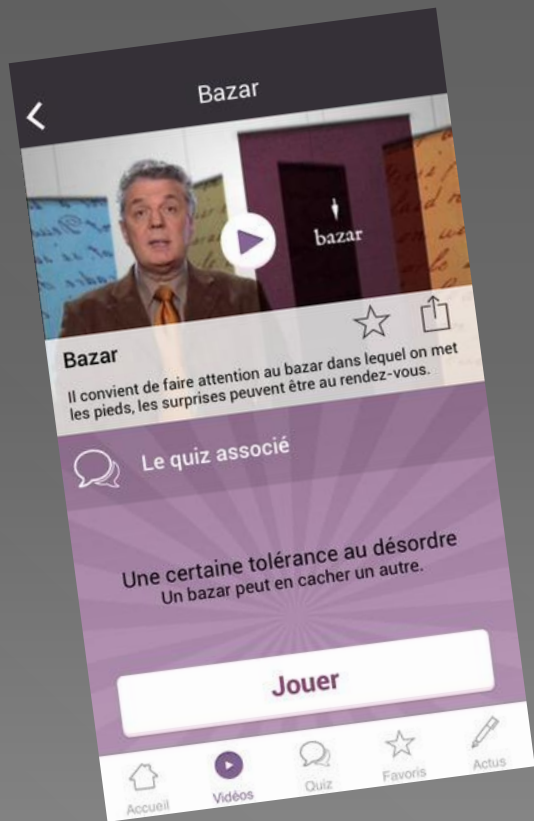 Bazar
bazar
Bazar
Il convient de faire attention au bazar dans lequel on met
les pieds, les surprises peuvent être au rendez-vous.
Le quiz associé
Une certaine tolérance au désordre
Un bazar peut en cacher un autre.
Jouer
Accueil
Vidéos
Quiz
Favoris
Actus